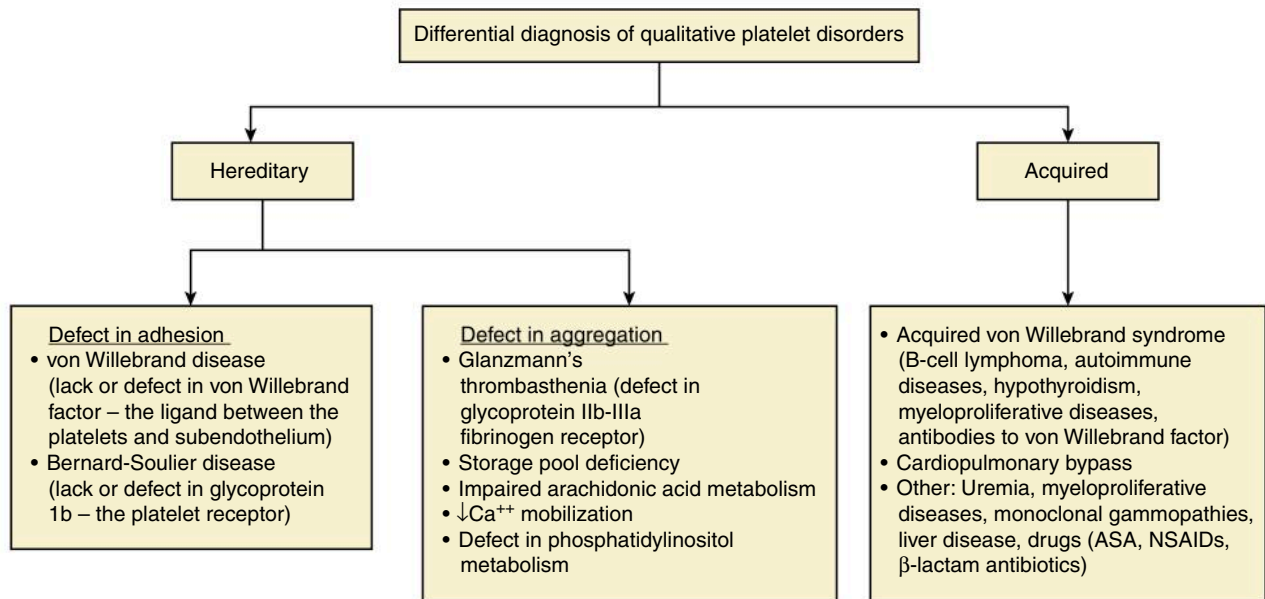 Differential diagnosis of qualitative platelet disorders
Hereditary
Acquired
Defect in adhesion
• von Willebrand disease
(lack or defect in von Willebrand
factor – the ligand between the
platelets and subendothelium)
• Bernard-Soulier disease
(lack or defect in glycoprotein
1b – the platelet receptor)
Defect in aggregation
• Glanzmann's
thrombasthenia (defect in
glycoprotein IIb-IIIa
fibrinogen receptor)
• Storage pool deficiency
• Impaired arachidonic acid metabolism
• ↓Ca⁺⁺ mobilization
• Defect in phosphatidylinositol
metabolism
• Acquired von Willebrand syndrome
(B-cell lymphoma, autoimmune
diseases, hypothyroidism,
myeloproliferative diseases,
antibodies to von Willebrand factor)
• Cardiopulmonary bypass
• Other: Uremia, myeloproliferative
diseases, monoclonal gammopathies,
liver disease, drugs (ASA, NSAIDs,
β-lactam antibiotics)